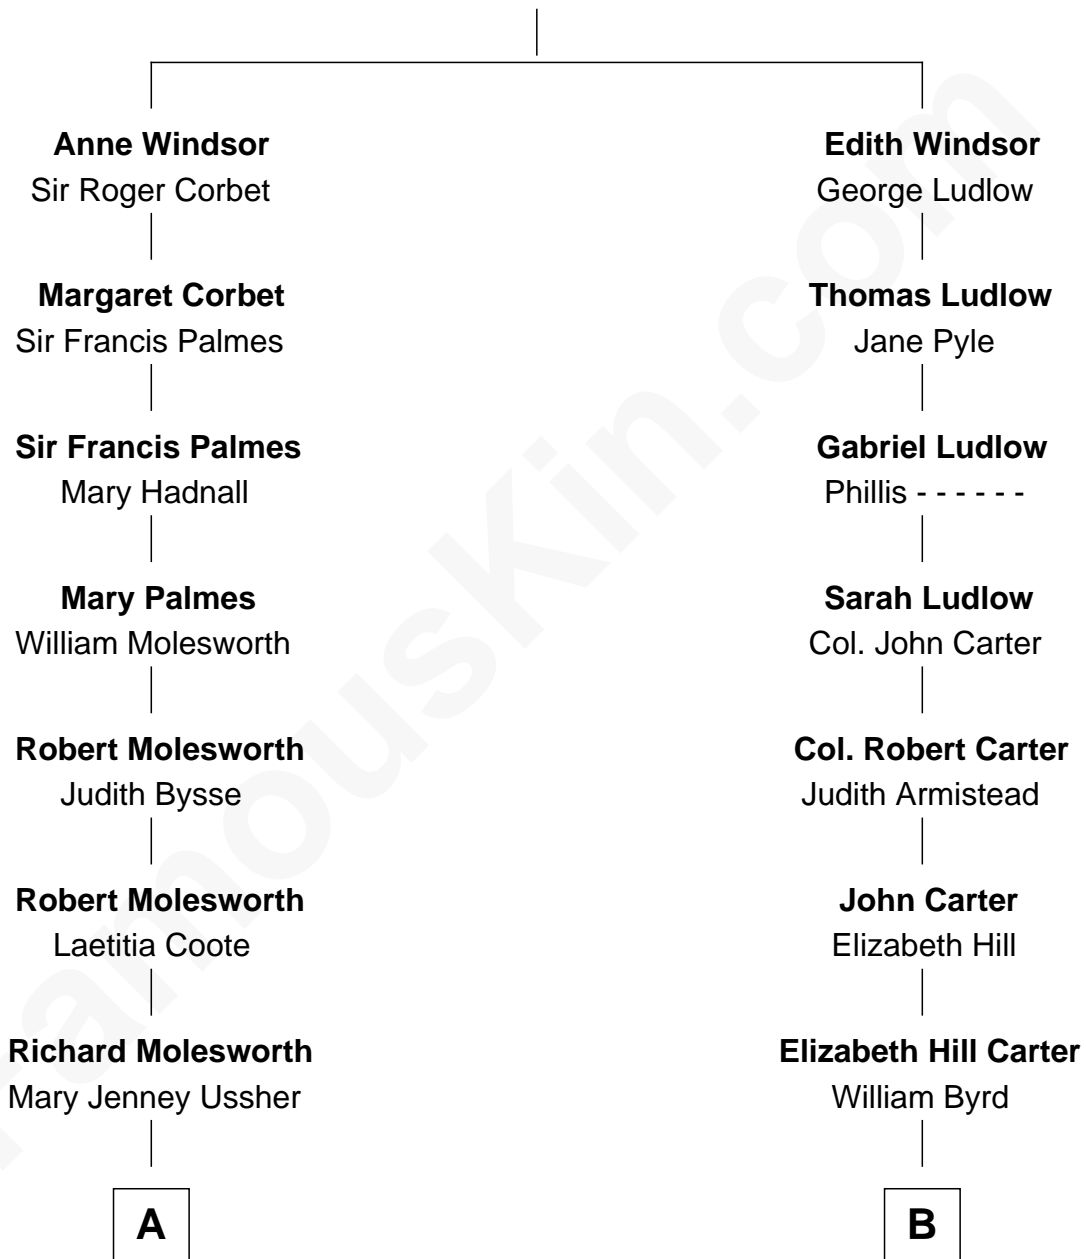 Anne Windsor
Sir Roger Corbet
Margaret Corbet
Sir Francis Palmes
Sir Francis Palmes
Mary Hadnall
Mary Palmes
William Molesworth
Robert Molesworth
Judith Bysse
Robert Molesworth
Laetitia Coote
Richard Molesworth
Mary Jenney Ussher
A
Edith Windsor
George Ludlow
Thomas Ludlow
Jane Pyle
Gabriel Ludlow
Phillis - - - - - -
Sarah Ludlow
Col. John Carter
Col. Robert Carter
Judith Armistead
John Carter
Elizabeth Hill
Elizabeth Hill Carter
William Byrd
B
FamousKin.com